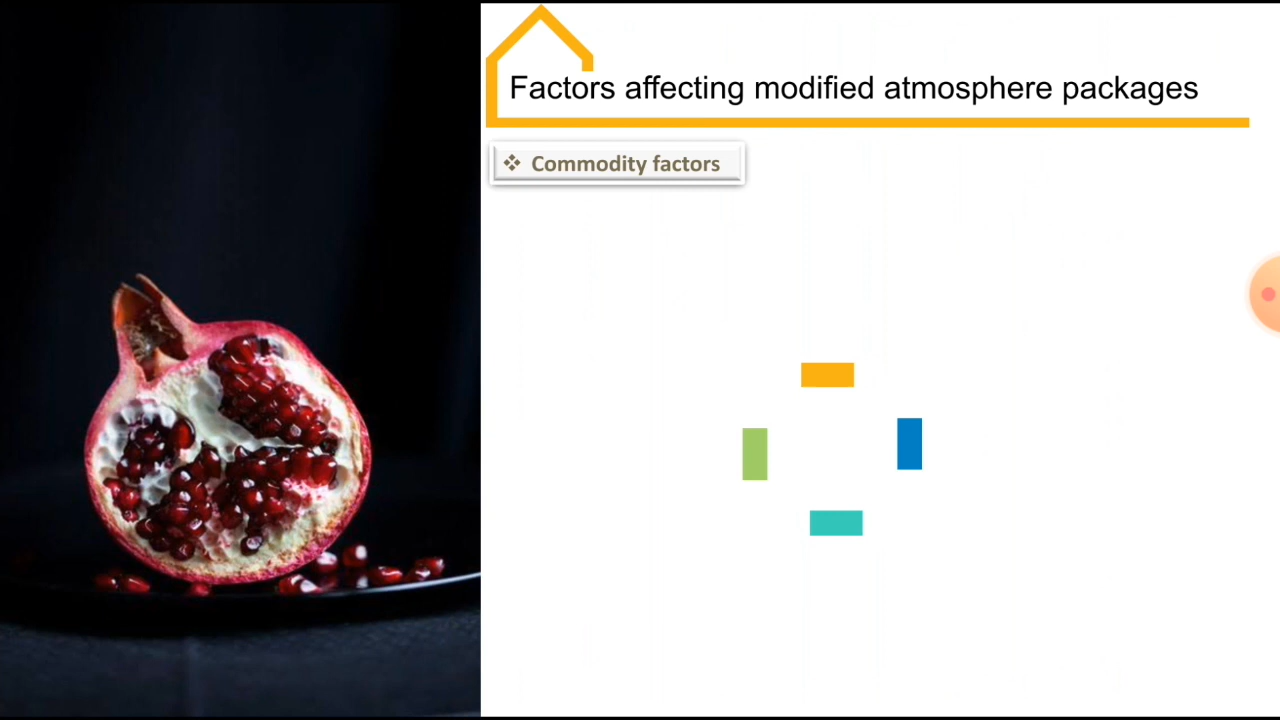 Factors affecting modified atmosphere packages
❖ Commodity factors